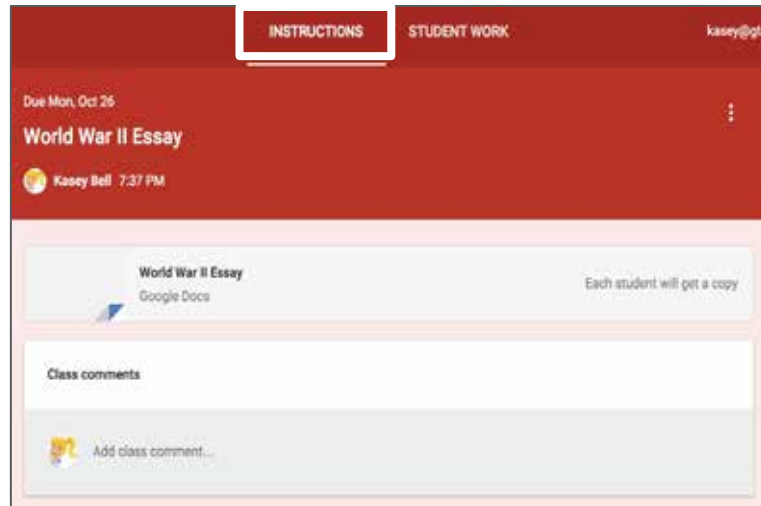 INSTRUCTIONS STUDENT WORK kasey@gt
Due Mon, Oct 26
World War II Essay
Kasey Bell 7:37 PM
World War II Essay
Google Docs
Each student will get a copy
Class comments
Add class comment...